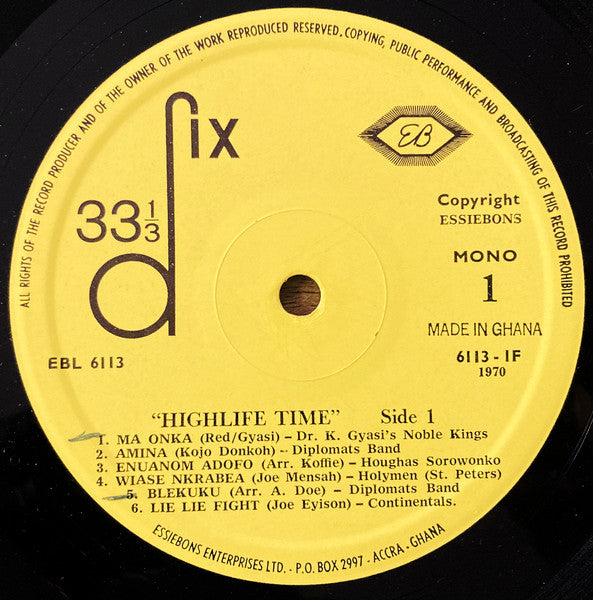 ALL RIGHTS OF THE RECORD PRODUCER AND OF THE OWNER OF THE WORK REPRODUCED RESERVED. COPYING, PUBLIC PERFORMANCE AND BROADCASTING OF THIS RECORD PROHIBITED
dix
EB
33 1/3
Copyright
ESSIEBONS
MONO
1
MADE IN GHANA
EBL 6113
6113 - 1F
1970
"HIGHLIFE TIME" Side 1
1. MA ONKA (Red/Gyasi) – Dr. K. Gyasi's Noble Kings
2. AMINA (Kojo Donkoh) – Diplomats Band
3. ENUANOM ADOFO (Arr. Koffie) – Houghas Sorowonko
4. WIASE NKRABEA (Joe Mensah) – Holymen (St. Peters)
5. BLEKUKU (Arr. A. Doe) – Diplomats Band
6. LIE LIE FIGHT (Joe Eyison) – Continentals.
ESSIEBONS ENTERPRISES LTD. - P.O. BOX 2997 - ACCRA - GHANA